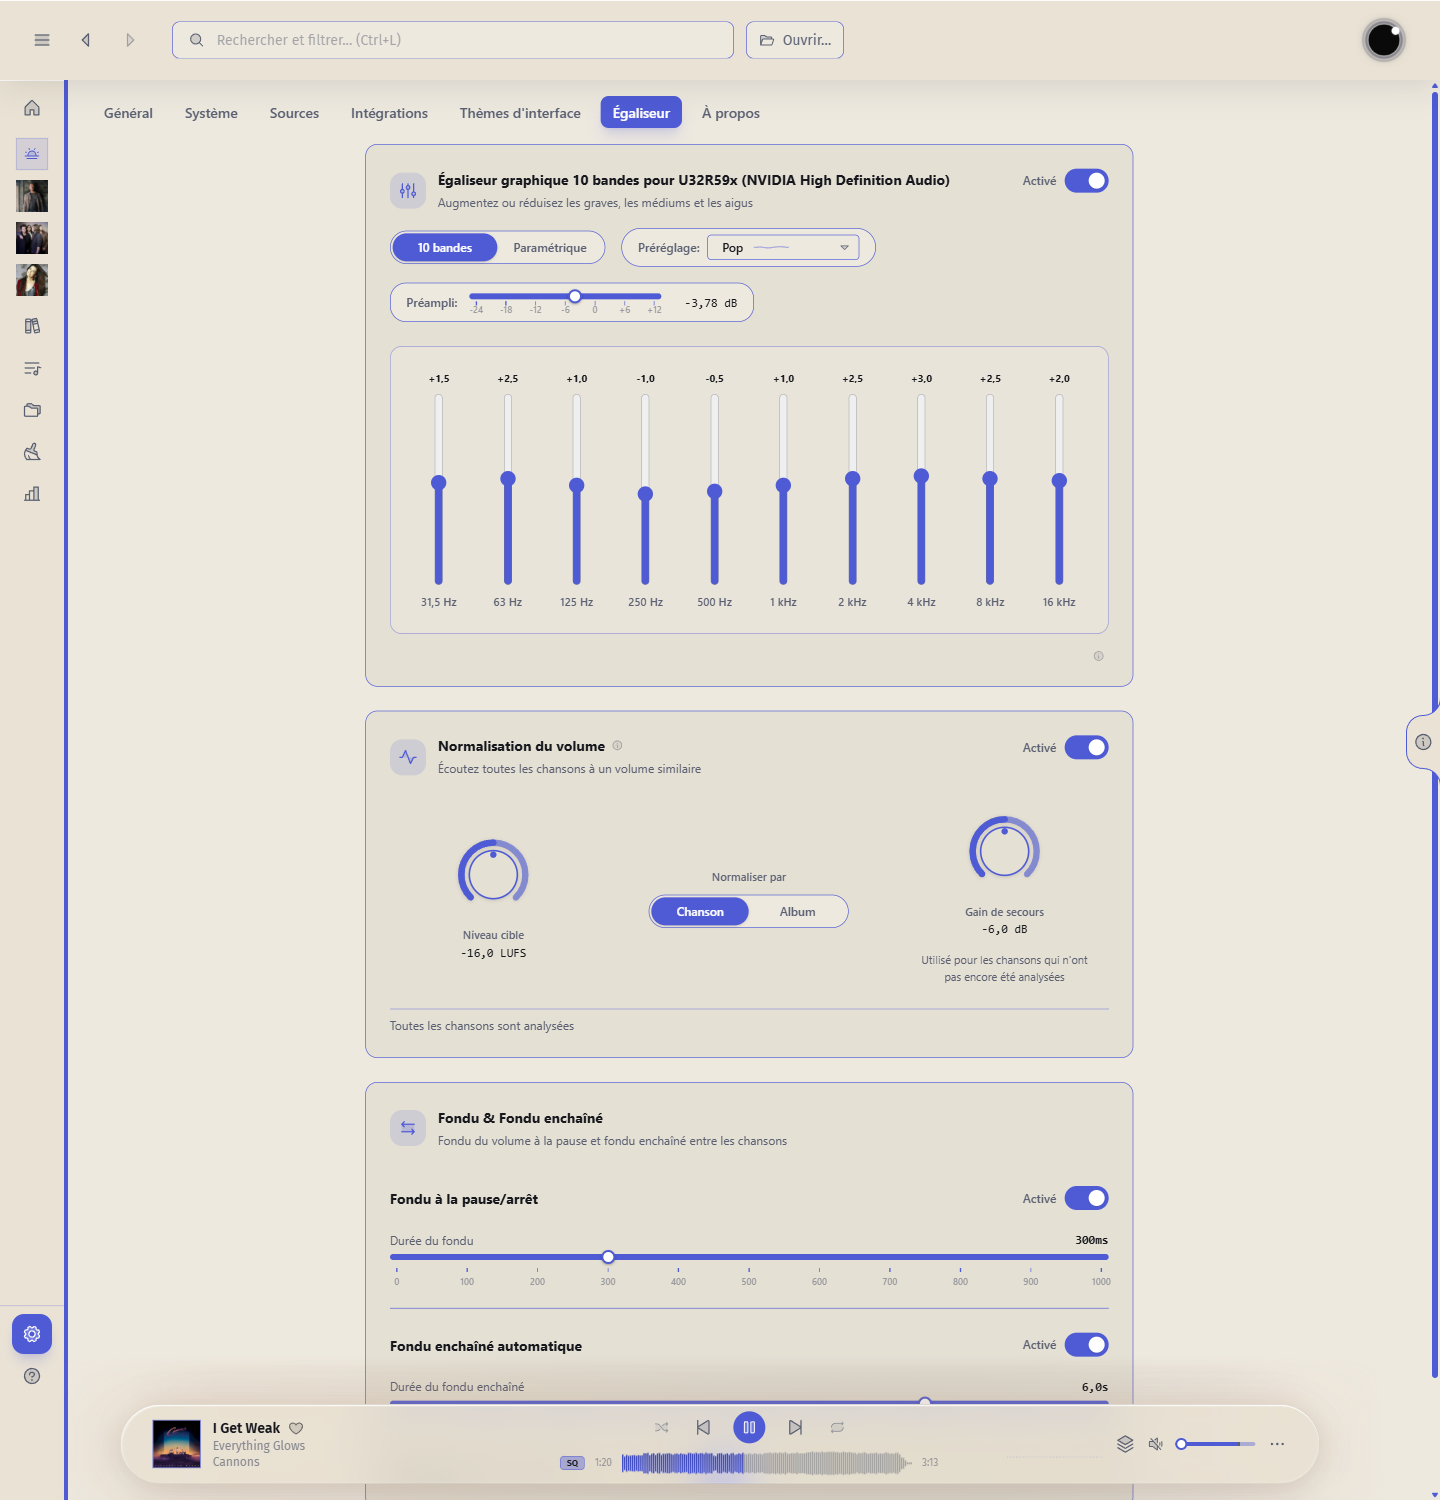 Rechercher et filtrer... (Ctrl+L)
Ouvrir...
Général Système Sources Intégrations Thèmes d'interface Égaliseur À propos
Égaliseur graphique 10 bandes pour U32R59x (NVIDIA High Definition Audio)
Activé
Augmentez ou réduisez les graves, les médiums et les aigus
10 bandes Paramétrique Préréglage: Pop
Préampli: -3,78 dB
-24 -18 -12 -6 0 +6 +12
+1,5 +2,5 +1,0 -1,0 -0,5 +1,0 +2,5 +3,0 +2,5 +2,0
31,5 Hz 63 Hz 125 Hz 250 Hz 500 Hz 1 kHz 2 kHz 4 kHz 8 kHz 16 kHz
Normalisation du volume
Activé
Écoutez toutes les chansons à un volume similaire
Niveau cible
-16,0 LUFS
Normaliser par
Chanson Album
Gain de secours
-6,0 dB
Utilisé pour les chansons qui n'ont
pas encore été analysées
Toutes les chansons sont analysées
Fondu & Fondu enchaîné
Fondu du volume à la pause et fondu enchaîné entre les chansons
Fondu à la pause/arrêt
Activé
Durée du fondu 300ms
0 100 200 300 400 500 600 700 800 900 1000
Fondu enchaîné automatique
Activé
Durée du fondu enchaîné 6,0s
I Get Weak
Everything Glows
Cannons
SQ 1:20 3:13